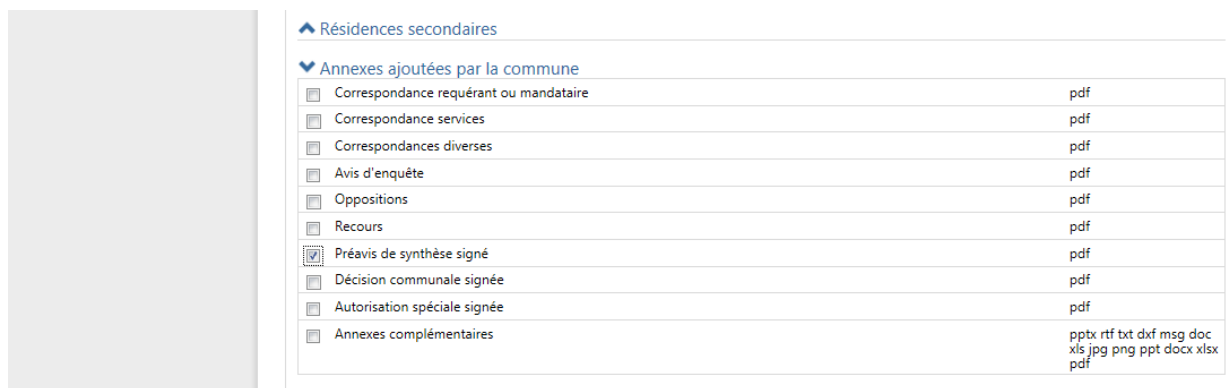 Résidences secondaires
Annexes ajoutées par la commune
Correspondance requérant ou mandataire pdf
Correspondance services pdf
Correspondances diverses pdf
Avis d'enquête pdf
Oppositions pdf
Recours pdf
Préavis de synthèse signé pdf
Décision communale signée pdf
Autorisation spéciale signée pdf
Annexes complémentaires pptx rtf txt dxf msg doc
xls jpg png ppt docx xlsx
pdf